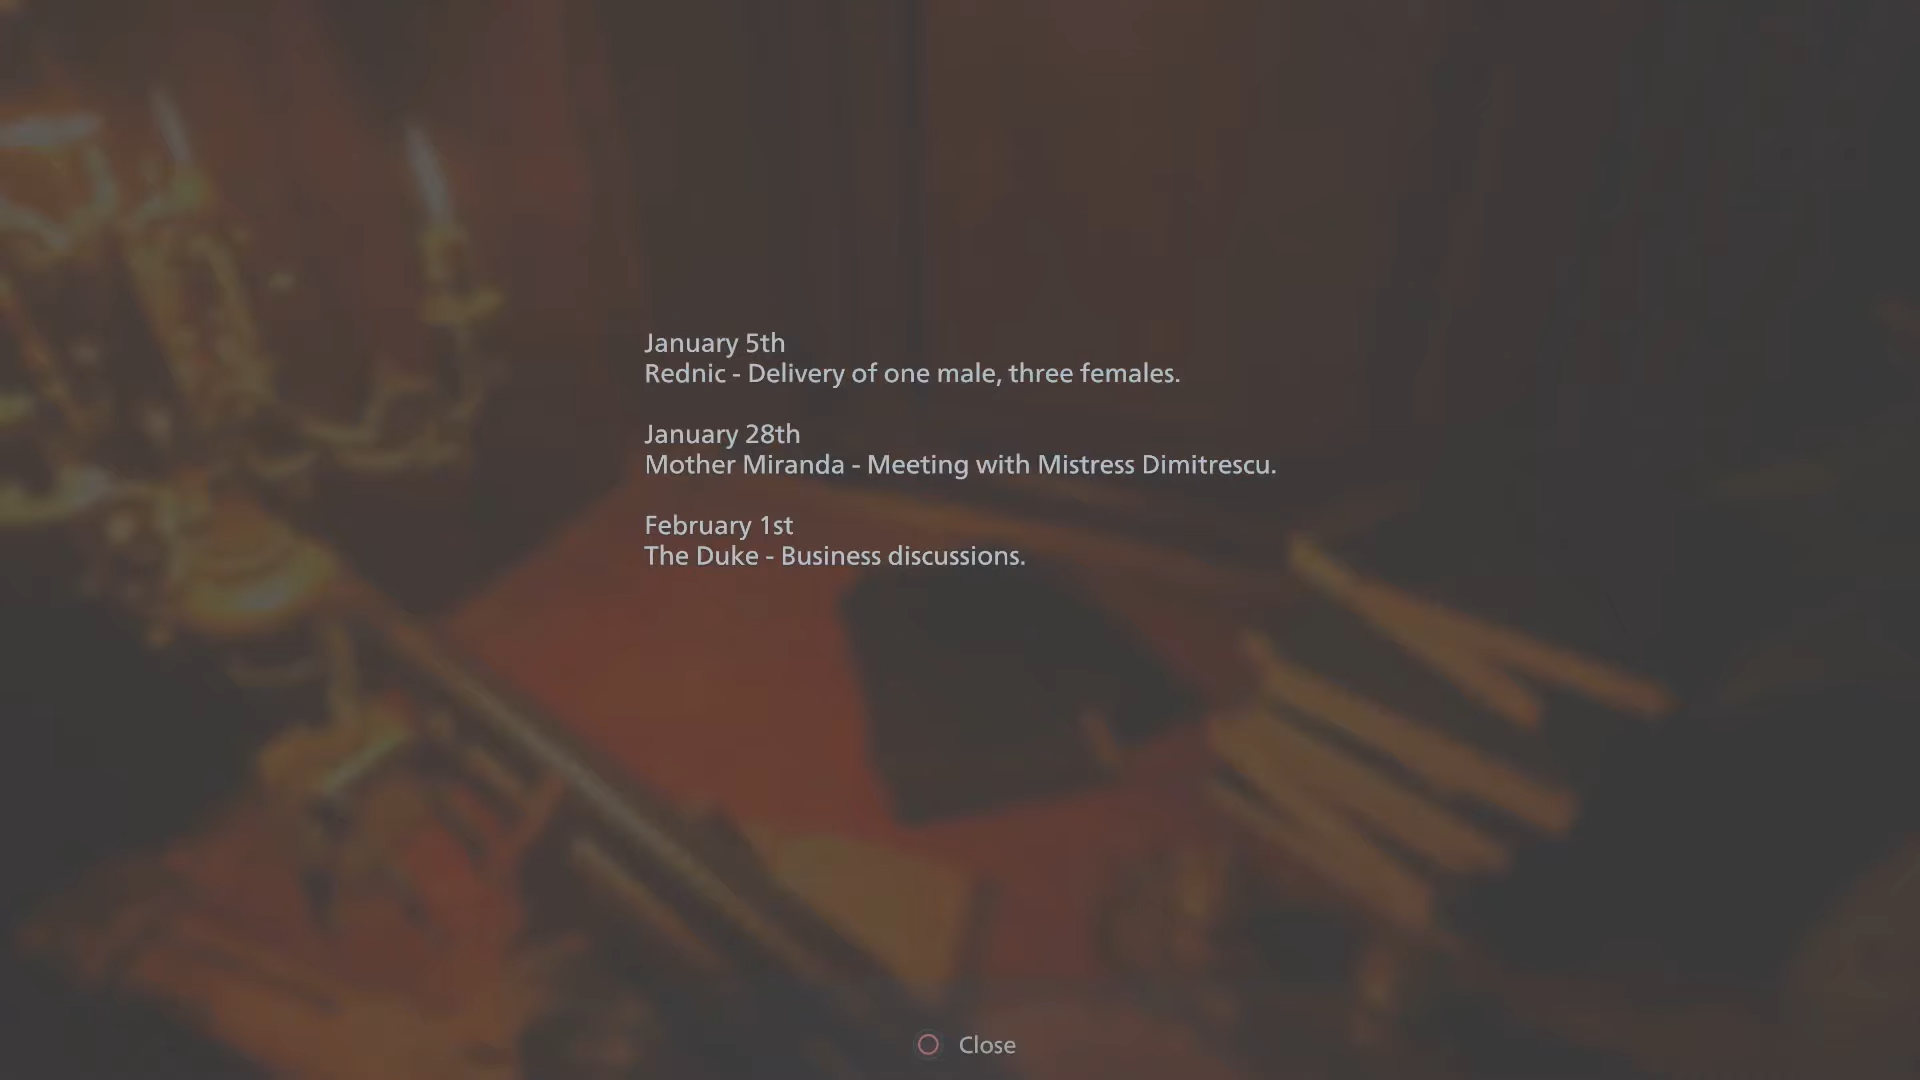 January 5th
Rednic - Delivery of one male, three females.
January 28th
Mother Miranda - Meeting with Mistress Dimitrescu.
February 1st
The Duke - Business discussions.
Close